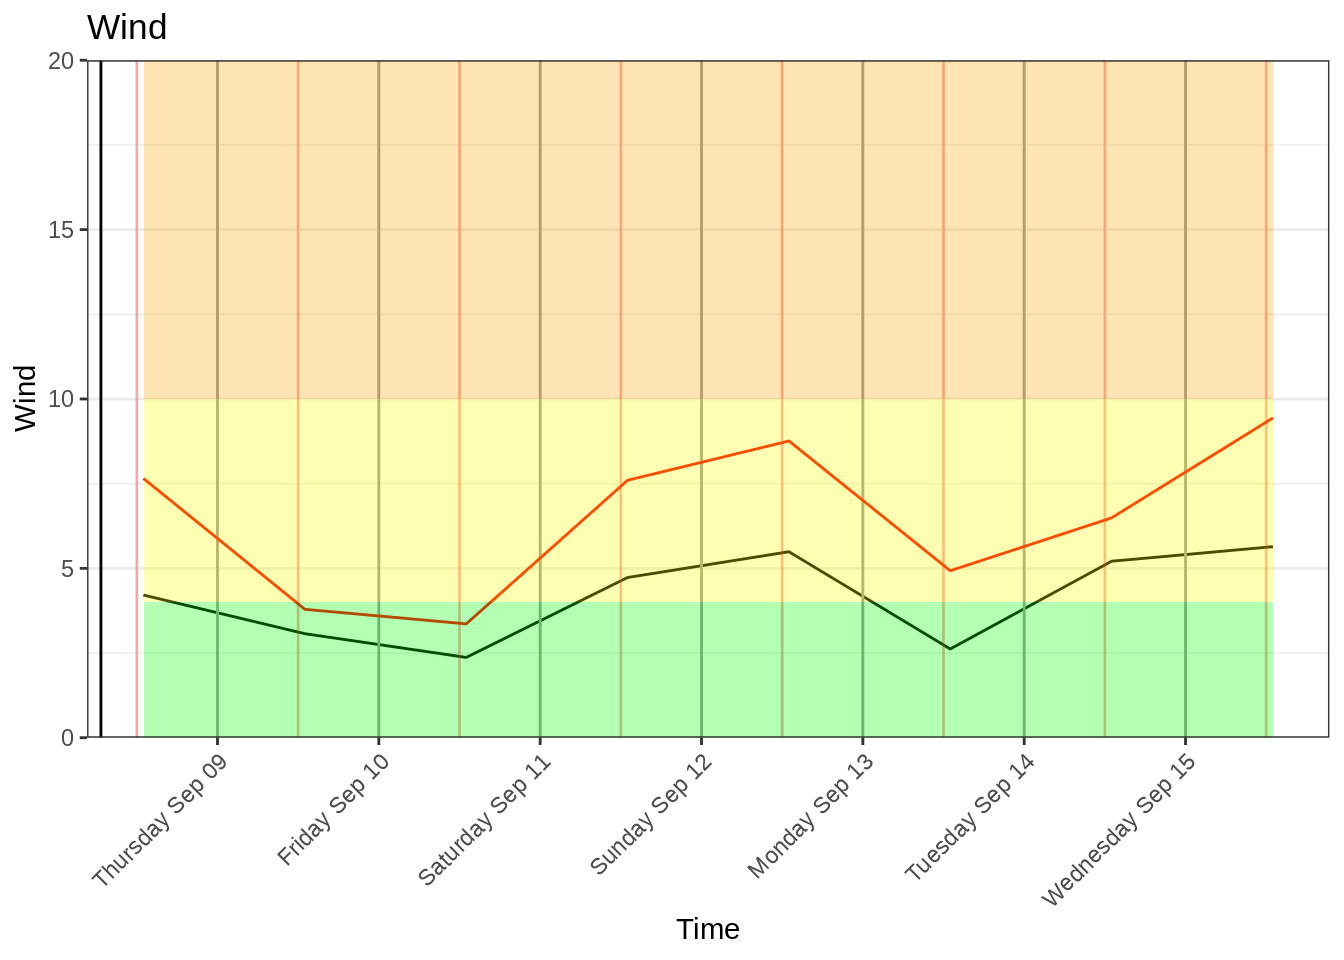 Wind
20
15
10
5
0
Wind
Thursday Sep 09
Friday Sep 10
Saturday Sep 11
Sunday Sep 12
Monday Sep 13
Tuesday Sep 14
Wednesday Sep 15
Time